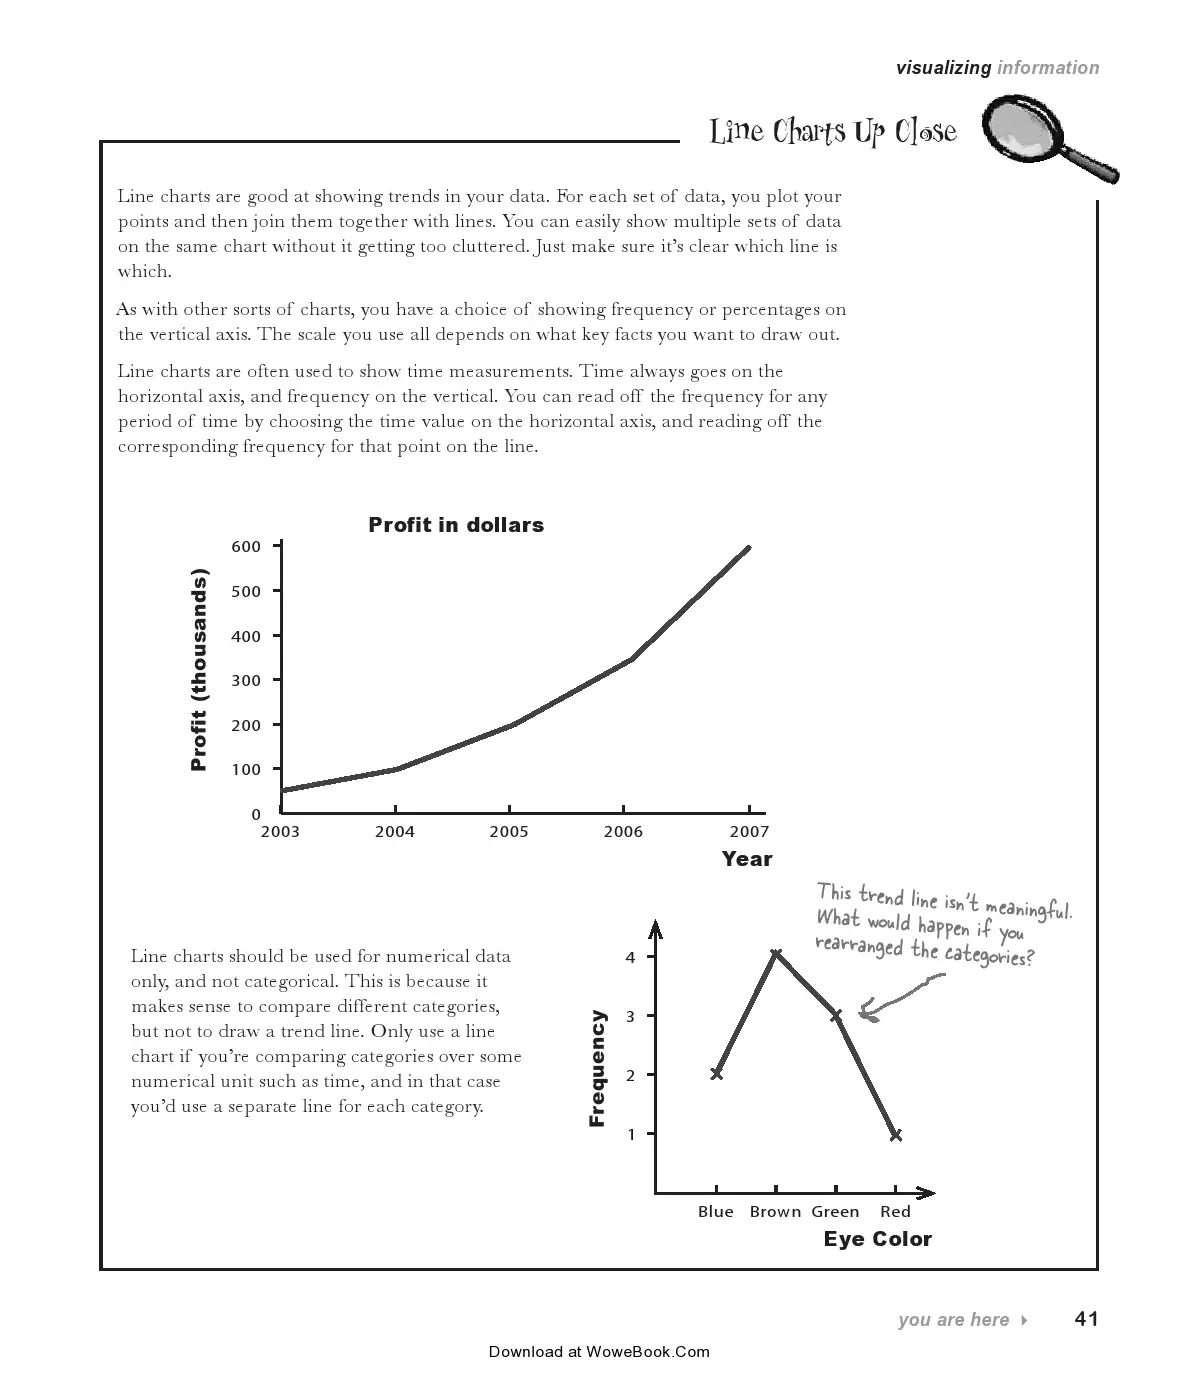 visualizing information
Line Charts Up Close
Line charts are good at showing trends in your data. For each set of data, you plot your
points and then join them together with lines. You can easily show multiple sets of data
on the same chart without it getting too cluttered. Just make sure it’s clear which line is
which.
As with other sorts of charts, you have a choice of showing frequency or percentages on
the vertical axis. The scale you use all depends on what key facts you want to draw out.
Line charts are often used to show time measurements. Time always goes on the
horizontal axis, and frequency on the vertical. You can read off the frequency for any
period of time by choosing the time value on the horizontal axis, and reading off the
corresponding frequency for that point on the line.
Profit in dollars
Profit (thousands)
600
500
400
300
200
100
0
2003 2004 2005 2006 2007
Year
Line charts should be used for numerical data
only, and not categorical. This is because it
makes sense to compare different categories,
but not to draw a trend line. Only use a line
chart if you’re comparing categories over some
numerical unit such as time, and in that case
you’d use a separate line for each category.
This trend line isn't meaningful.
What would happen if you
rearranged the categories?
Frequency
4
3
2
1
Blue Brown Green Red
Eye Color
you are here 41
Download at WoweBook.Com